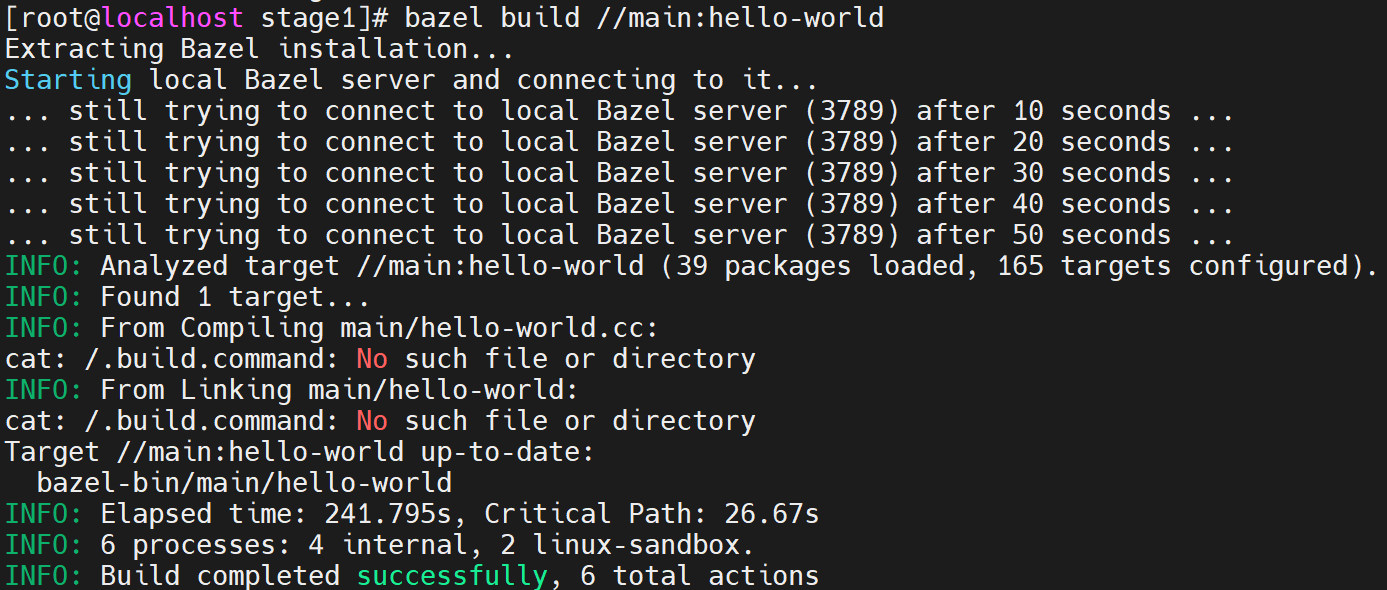 [root@localhost stage1]# bazel build //main:hello-world
Extracting Bazel installation...
Starting local Bazel server and connecting to it...
... still trying to connect to local Bazel server (3789) after 10 seconds ...
... still trying to connect to local Bazel server (3789) after 20 seconds ...
... still trying to connect to local Bazel server (3789) after 30 seconds ...
... still trying to connect to local Bazel server (3789) after 40 seconds ...
... still trying to connect to local Bazel server (3789) after 50 seconds ...
INFO: Analyzed target //main:hello-world (39 packages loaded, 165 targets configured).
INFO: Found 1 target...
INFO: From Compiling main/hello-world.cc:
cat: /.build.command: No such file or directory
INFO: From Linking main/hello-world:
cat: /.build.command: No such file or directory
Target //main:hello-world up-to-date:
  bazel-bin/main/hello-world
INFO: Elapsed time: 241.795s, Critical Path: 26.67s
INFO: 6 processes: 4 internal, 2 linux-sandbox.
INFO: Build completed successfully, 6 total actions